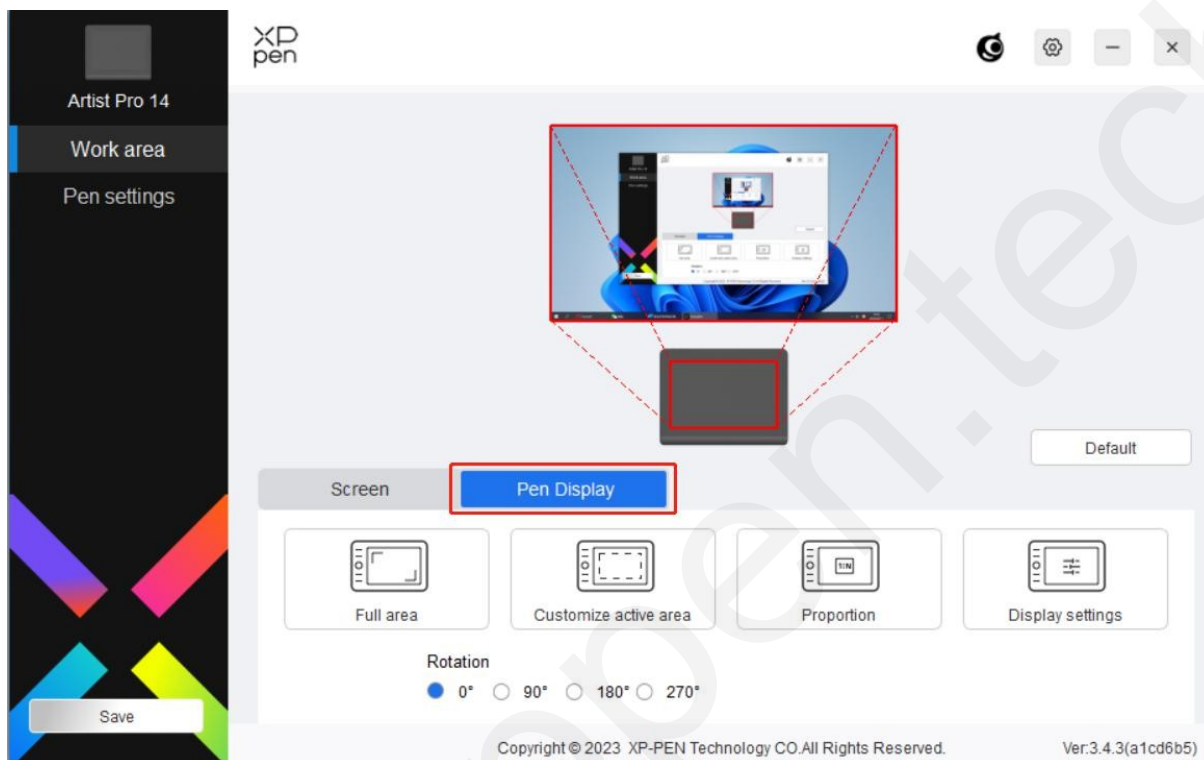 XP
pen
Artist Pro 14
Work area
Pen settings
Default
Screen
Pen Display
1:N
Full area
Customize active area
Proportion
Display settings
Rotation
0° 90° 180° 270°
Save
Copyright © 2023 XP-PEN Technology CO.All Rights Reserved.
Ver:3.4.3(a1cd6b5)